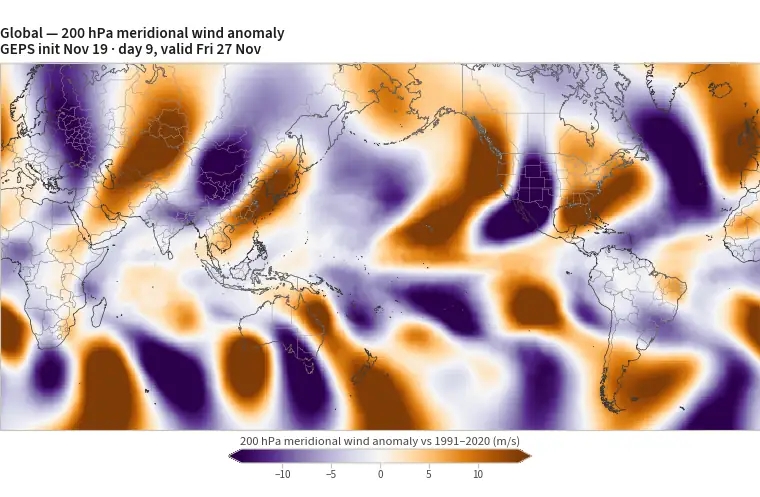 Global — 200 hPa meridional wind anomaly
GEPS init Nov 19 · day 9, valid Fri 27 Nov
200 hPa meridional wind anomaly vs 1991–2020 (m/s)
−10 −5 0 5 10